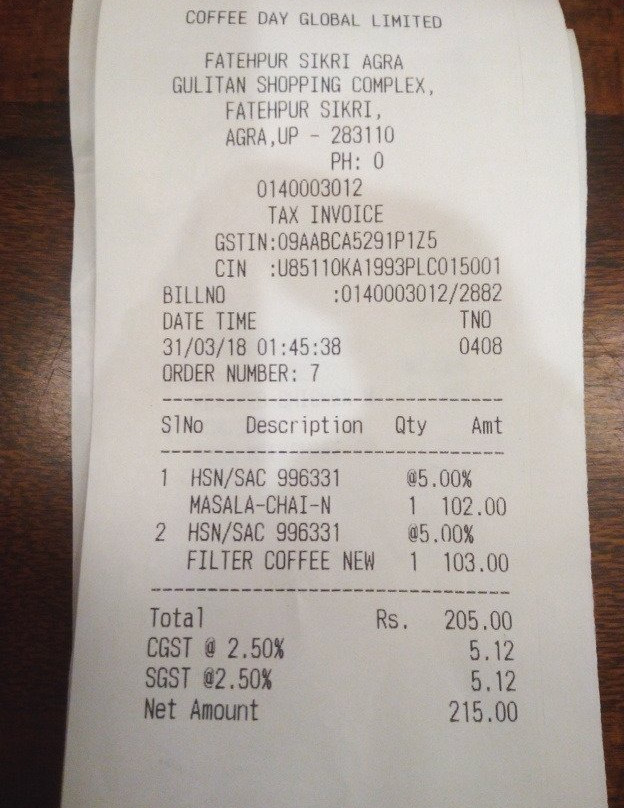 COFFEE DAY GLOBAL LIMITED
FATEHPUR SIKRI AGRA
GULITAN SHOPPING COMPLEX,
FATEHPUR SIKRI,
AGRA,UP - 283110
PH: 0
0140003012
TAX INVOICE
GSTIN:09AABCA5291P1Z5
CIN :U85110KA1993PLC015001
BILLNO :0140003012/2882
DATE TIME TNO
31/03/18 01:45:38 0408
ORDER NUMBER: 7
SlNo Description Qty Amt
1 HSN/SAC 996331 @5.00%
MASALA-CHAI-N 1 102.00
2 HSN/SAC 996331 @5.00%
FILTER COFFEE NEW 1 103.00
Total Rs. 205.00
CGST @ 2.50% 5.12
SGST @2.50% 5.12
Net Amount 215.00